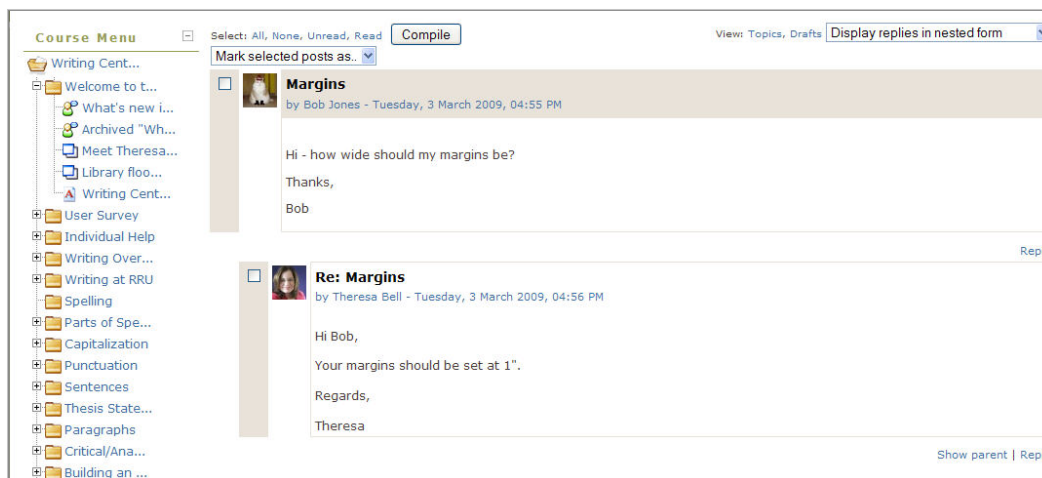 Course Menu
Writing Cent...
Welcome to t...
What's new i...
Archived "Wh...
Meet Theresa...
Library floo...
Writing Cent...
User Survey
Individual Help
Writing Over...
Writing at RRU
Spelling
Parts of Spe...
Capitalization
Punctuation
Sentences
Thesis State...
Paragraphs
Critical/Ana...
Building an ...
Select: All, None, Unread, Read Compile
View: Topics, Drafts Display replies in nested form
Mark selected posts as..
Margins
by Bob Jones - Tuesday, 3 March 2009, 04:55 PM
Hi - how wide should my margins be?
Thanks,
Bob
Rep
Re: Margins
by Theresa Bell - Tuesday, 3 March 2009, 04:56 PM
Hi Bob,
Your margins should be set at 1".
Regards,
Theresa
Show parent | Rep